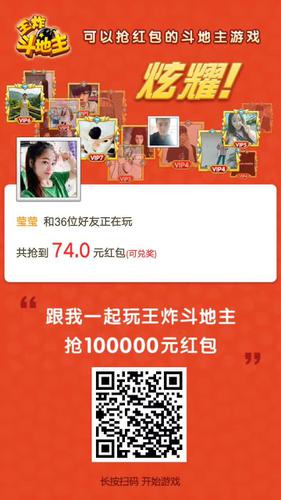 王炸
斗地主
可以抢红包的斗地主游戏
炫耀!
VIP6
VIP7
VIP4
VIP4
VIP5
莹莹 和36位好友正在玩
共抢到 74.0 元红包(可兑奖)
“ ”
跟我一起玩王炸斗地主
抢100000元红包
长按扫码 开始游戏